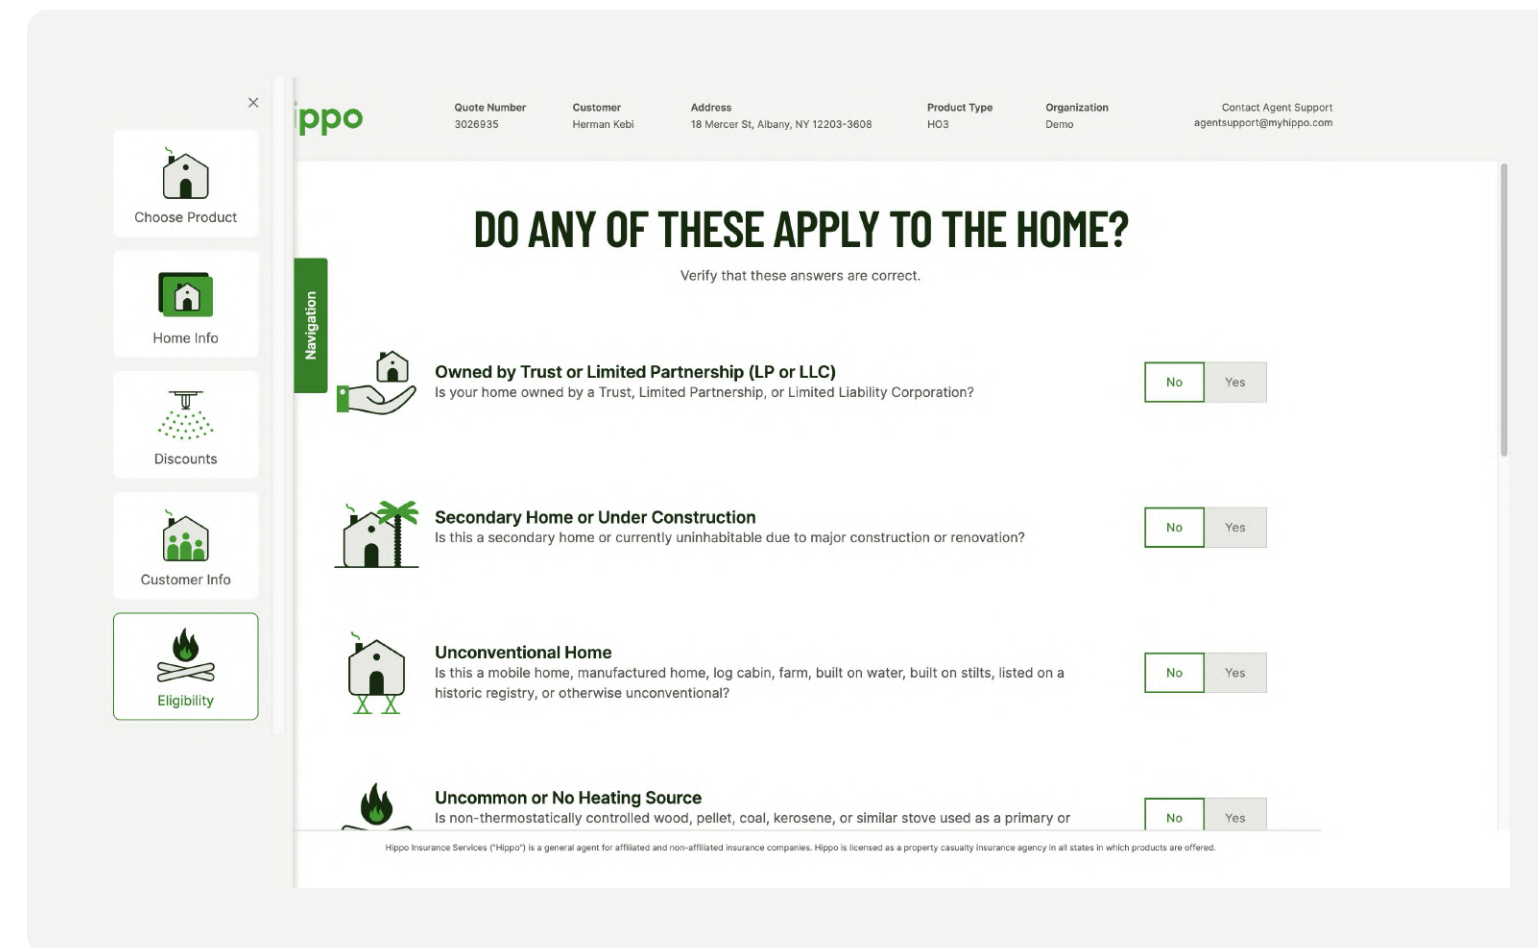 ×
ippo
Quote Number
3026935
Customer
Herman Kebi
Address
18 Mercer St, Albany, NY 12203-3608
Product Type
HO3
Organization
Demo
Contact Agent Support
agentsupport@myhippo.com
Choose Product
Home Info
Discounts
Customer Info
Eligibility
Navigation
DO ANY OF THESE APPLY TO THE HOME?
Verify that these answers are correct.
Owned by Trust or Limited Partnership (LP or LLC)
Is your home owned by a Trust, Limited Partnership, or Limited Liability Corporation?
No Yes
Secondary Home or Under Construction
Is this a secondary home or currently uninhabitable due to major construction or renovation?
No Yes
Unconventional Home
Is this a mobile home, manufactured home, log cabin, farm, built on water, built on stilts, listed on a
historic registry, or otherwise unconventional?
No Yes
Uncommon or No Heating Source
Is non-thermostatically controlled wood, pellet, coal, kerosene, or similar stove used as a primary or
No Yes
Hippo Insurance Services ("Hippo") is a general agent for affiliated and non-affiliated insurance companies. Hippo is licensed as a property casualty insurance agency in all states in which products are offered.